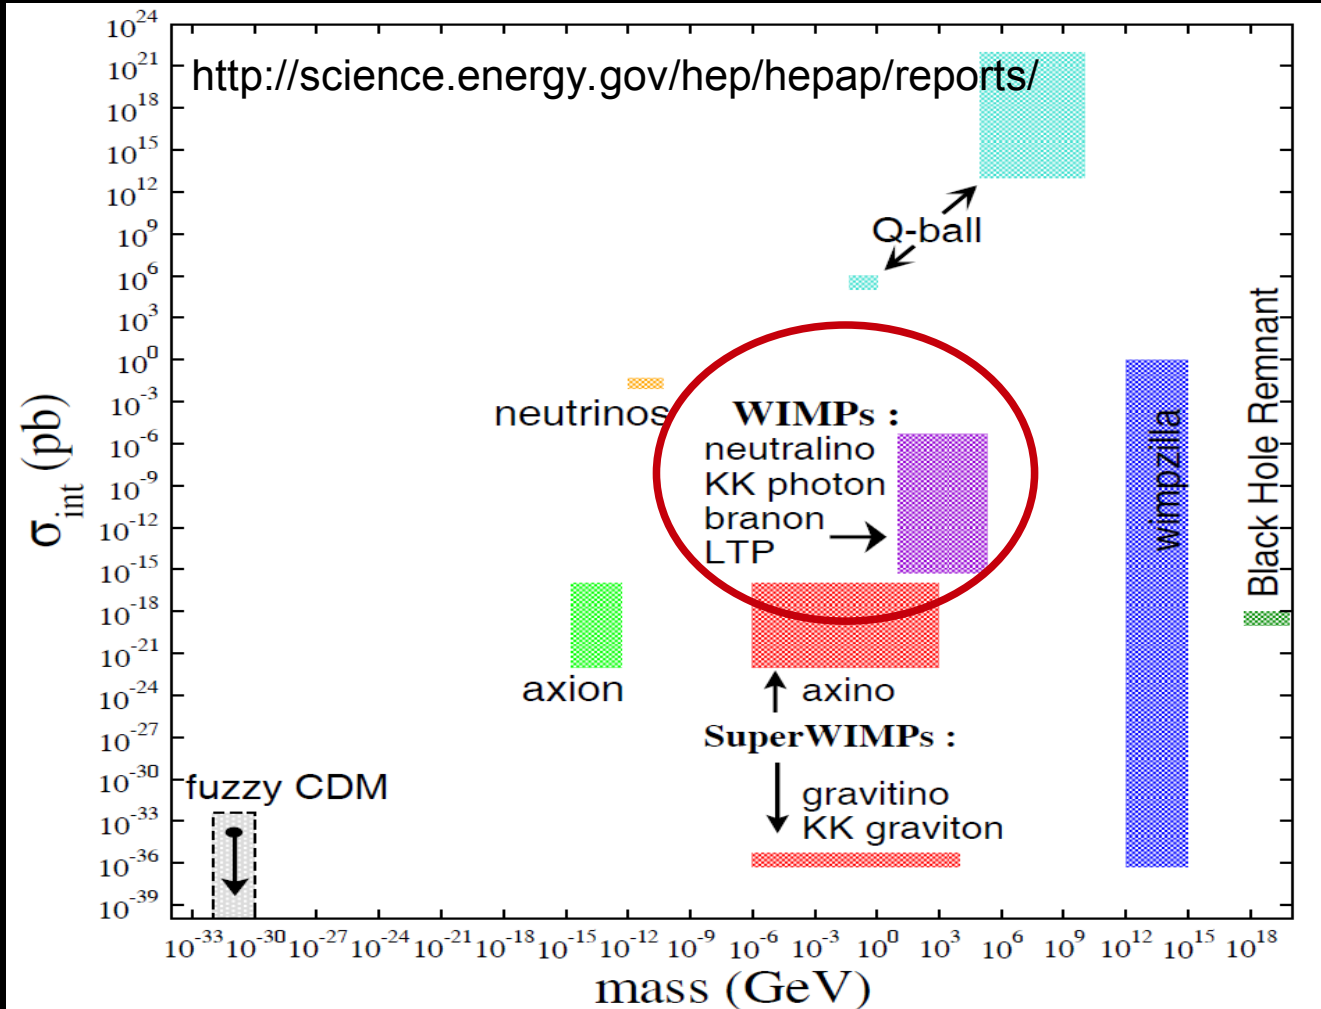 http://science.energy.gov/hep/hepap/reports/
10^24
10^21
10^18
10^15
10^12
10^9
10^6
10^3
10^0
10^-3
10^-6
10^-9
10^-12
10^-15
10^-18
10^-21
10^-24
10^-27
10^-30
10^-33
10^-36
10^-39
σ_int (pb)
Q-ball
neutrinos
WIMPs :
neutralino
KK photon
branon
LTP
wimpzilla
Black Hole Remnant
axion
axino
SuperWIMPs :
fuzzy CDM
gravitino
KK graviton
10^-33 10^-30 10^-27 10^-24 10^-21 10^-18 10^-15 10^-12 10^-9 10^-6 10^-3 10^0 10^3 10^6 10^9 10^12 10^15 10^18
mass (GeV)